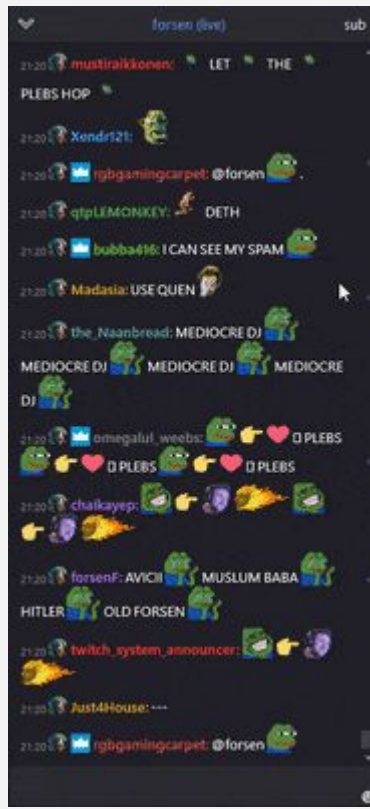 forsen (live)
sub
21:20 mustiraikkonen: LET THE
PLEBS HOP
21:20 Xendr121:
21:20 rgbgamingcarpet: @forsen .
21:20 qtpLEMONKEY: DETH
21:20 bubba416: I CAN SEE MY SPAM
21:20 Madasia: USE QUEN
21:20 the_Naanbread: MEDIOCRE DJ
MEDIOCRE DJ MEDIOCRE DJ MEDIOCRE
DJ
21:20 omegalul_weebs: PLEBS
PLEBS PLEBS
21:20 chaikayep:
21:20 forsenF: AVICII MUSLUM BABA
HITLER OLD FORSEN
21:20 twitch_system_announcer:
21:20 Just4House: ---
21:20 rgbgamingcarpet: @forsen